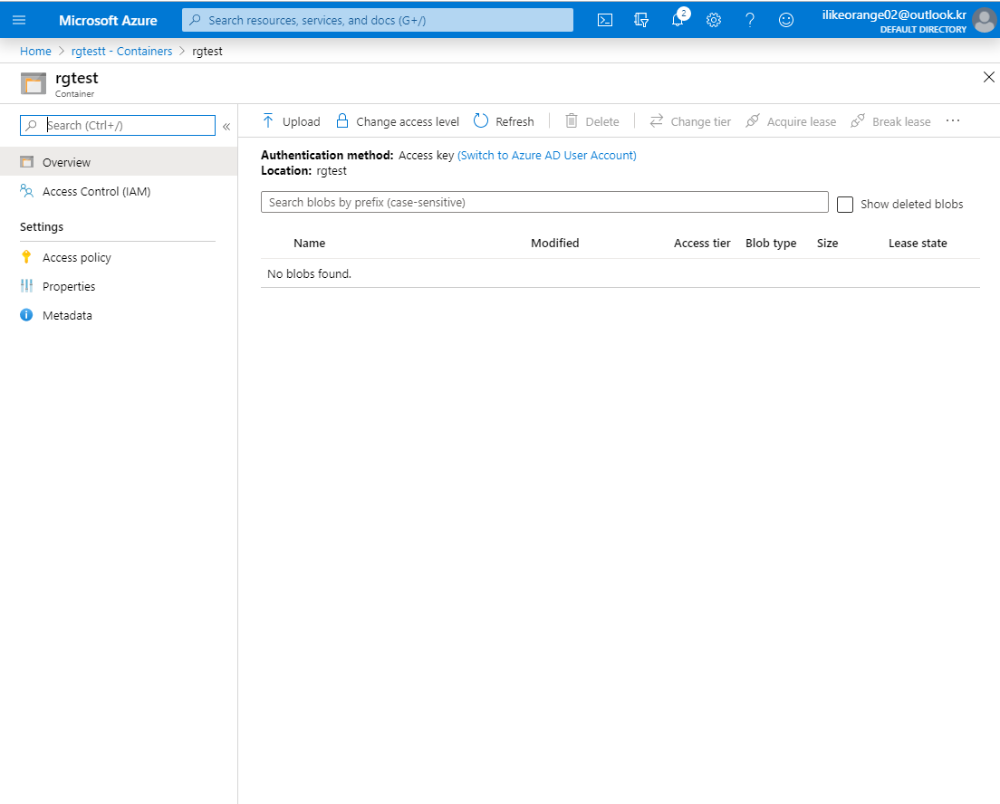 Microsoft Azure
Search resources, services, and docs (G+/)
2
ilikeorange02@outlook.kr
DEFAULT DIRECTORY
Home > rgtestt - Containers > rgtest
rgtest
Container
Search (Ctrl+/)
«
Overview
Access Control (IAM)
Settings
Access policy
Properties
Metadata
Upload Change access level Refresh Delete Change tier Acquire lease Break lease ...
Authentication method: Access key (Switch to Azure AD User Account)
Location: rgtest
Search blobs by prefix (case-sensitive)
Show deleted blobs
Name Modified Access tier Blob type Size Lease state
No blobs found.